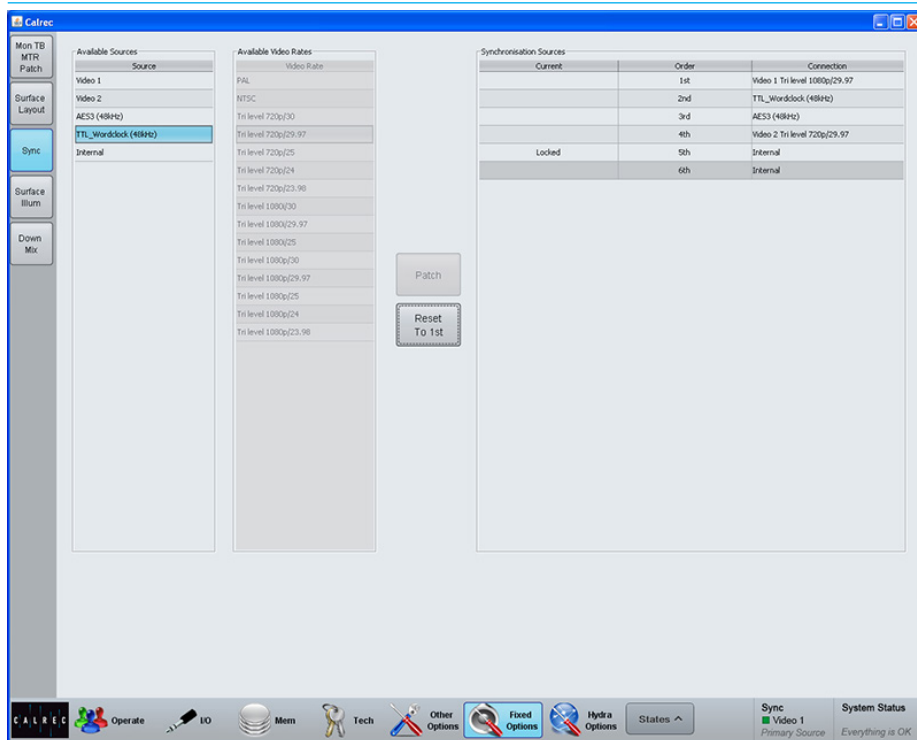 Calrec
Mon TB
MTR
Patch
Surface
Layout
Sync
Surface
Illum
Down
Mix
Available Sources
Source
Video 1
Video 2
AES3 (48kHz)
TTL_Wordclock (48kHz)
Internal
Available Video Rates
Video Rate
PAL
NTSC
Tri level 720p/30
Tri level 720p/29.97
Tri level 720p/25
Tri level 720p/24
Tri level 720p/23.98
Tri level 1080i/30
Tri level 1080i/29.97
Tri level 1080i/25
Tri level 1080p/30
Tri level 1080p/29.97
Tri level 1080p/25
Tri level 1080p/24
Tri level 1080p/23.98
Patch
Reset
To 1st
Synchronisation Sources
Current Order Connection
1st Video 1 Tri level 1080p/29.97
2nd TTL_Wordclock (48kHz)
3rd AES3 (48kHz)
4th Video 2 Tri level 720p/29.97
Locked 5th Internal
6th Internal
CALREC
Operate
I/O
Mem
Tech
Other
Options
Fixed
Options
Hydra
Options
States ^
Sync
Video 1
Primary Source
System Status
Everything is OK